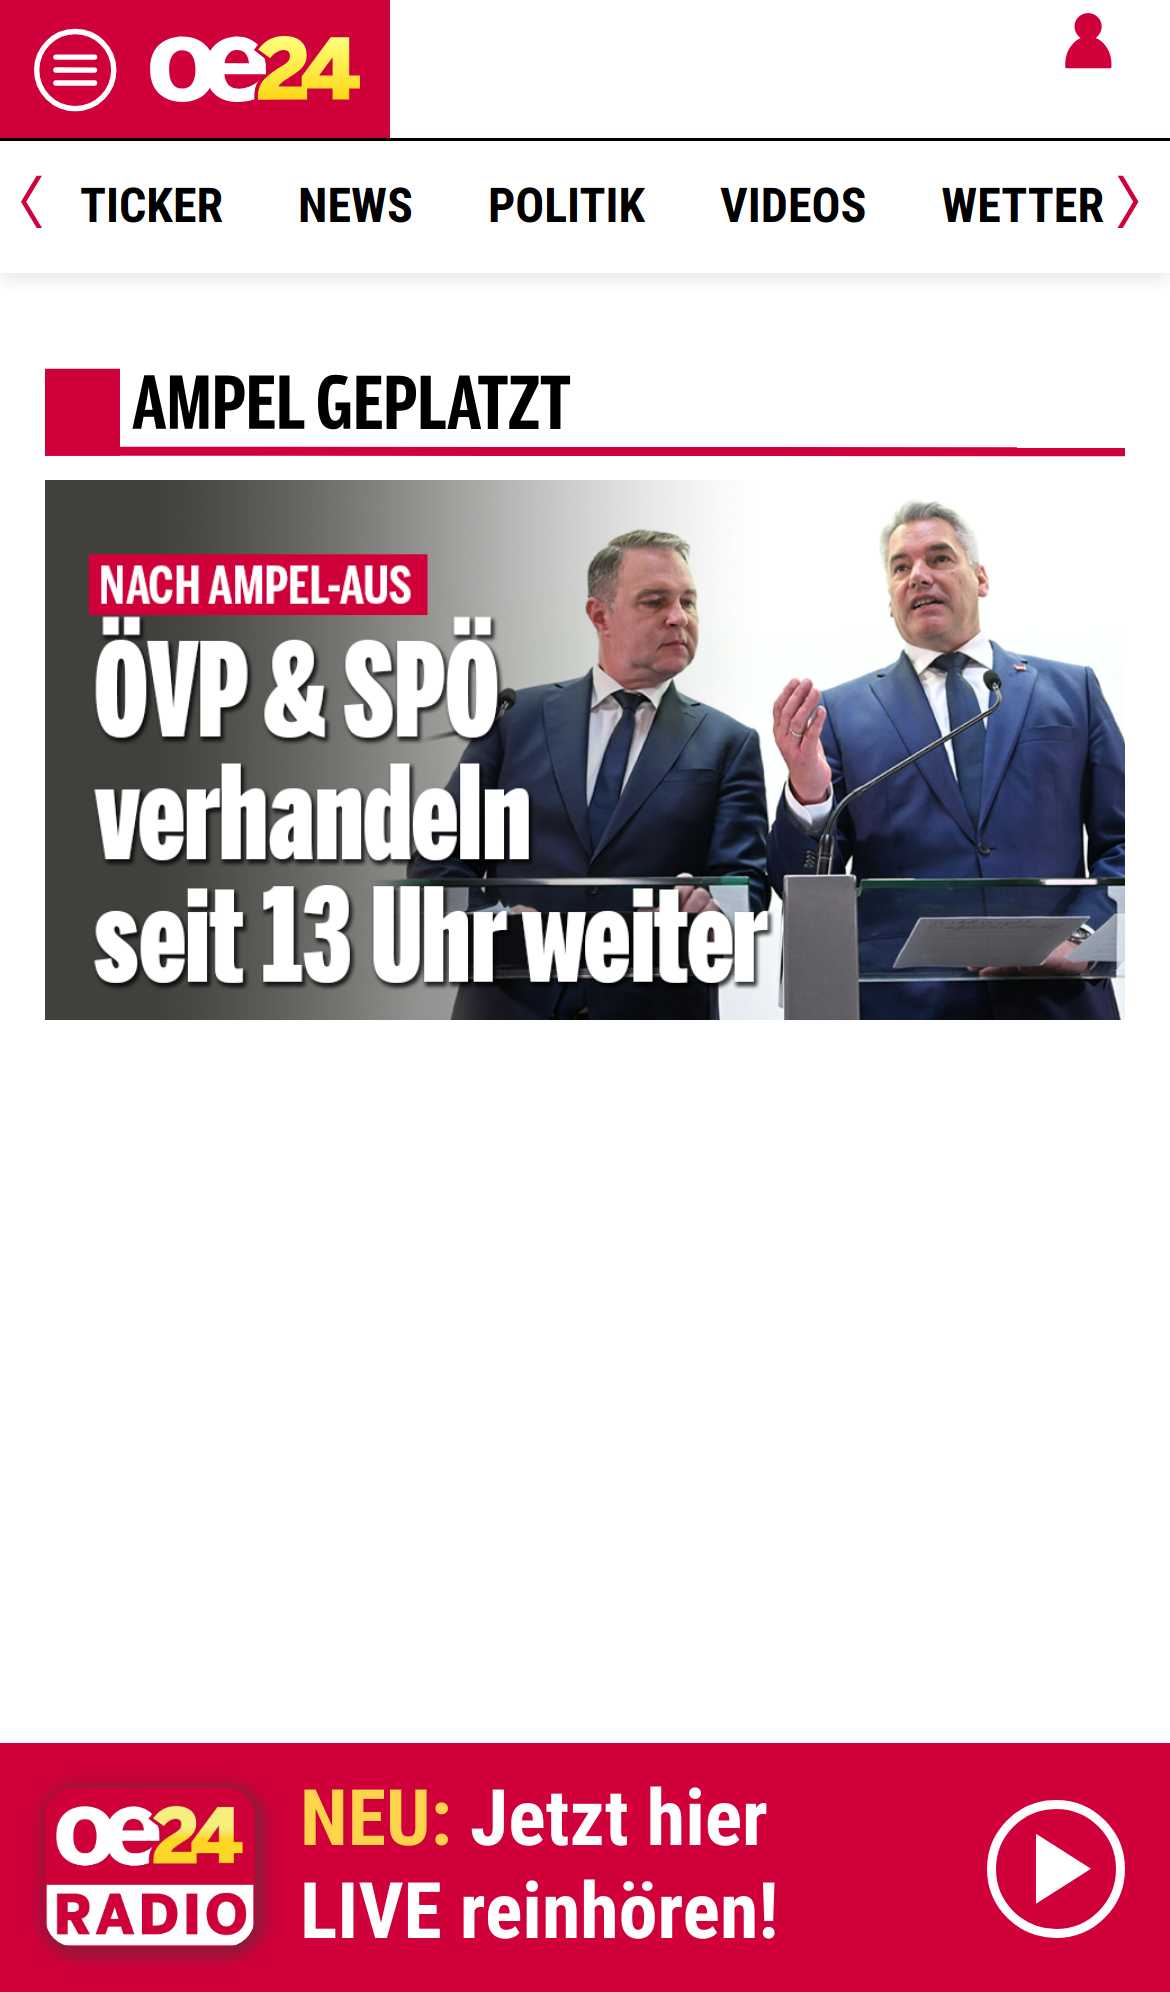 oe24
TICKER NEWS POLITIK VIDEOS WETTER
AMPEL GEPLATZT
NACH AMPEL-AUS
ÖVP & SPÖ
verhandeln
seit 13 Uhr weiter
oe24
RADIO
NEU: Jetzt hier
LIVE reinhören!